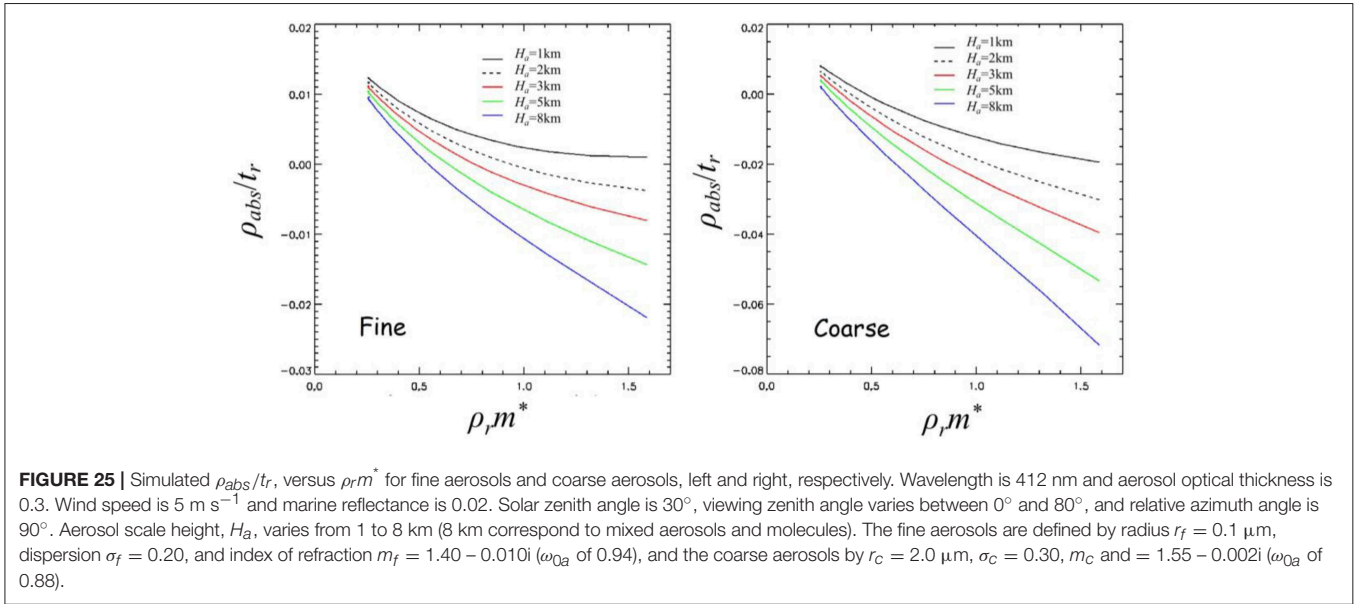 0.02
0.01
0.00
−0.01
−0.02
−0.03
ρabs/tr
Hₐ=1km
Hₐ=2km
Hₐ=3km
Hₐ=5km
Hₐ=8km
Fine
0.0 0.5 1.0 1.5
ρᵣm*
0.02
0.00
−0.02
−0.04
−0.06
−0.08
ρabs/tr
Hₐ=1km
Hₐ=2km
Hₐ=3km
Hₐ=5km
Hₐ=8km
Coarse
0.0 0.5 1.0 1.5
ρᵣm*
FIGURE 25 | Simulated ρabs/tr, versus ρrm* for fine aerosols and coarse aerosols, left and right, respectively. Wavelength is 412 nm and aerosol optical thickness is
0.3. Wind speed is 5 m s⁻¹ and marine reflectance is 0.02. Solar zenith angle is 30°, viewing zenith angle varies between 0° and 80°, and relative azimuth angle is
90°. Aerosol scale height, Hₐ, varies from 1 to 8 km (8 km correspond to mixed aerosols and molecules). The fine aerosols are defined by radius rf = 0.1 μm,
dispersion σf = 0.20, and index of refraction mf = 1.40 – 0.010i (ω0a of 0.94), and the coarse aerosols by rc = 2.0 μm, σc = 0.30, mc and = 1.55 – 0.002i (ω0a of
0.88).